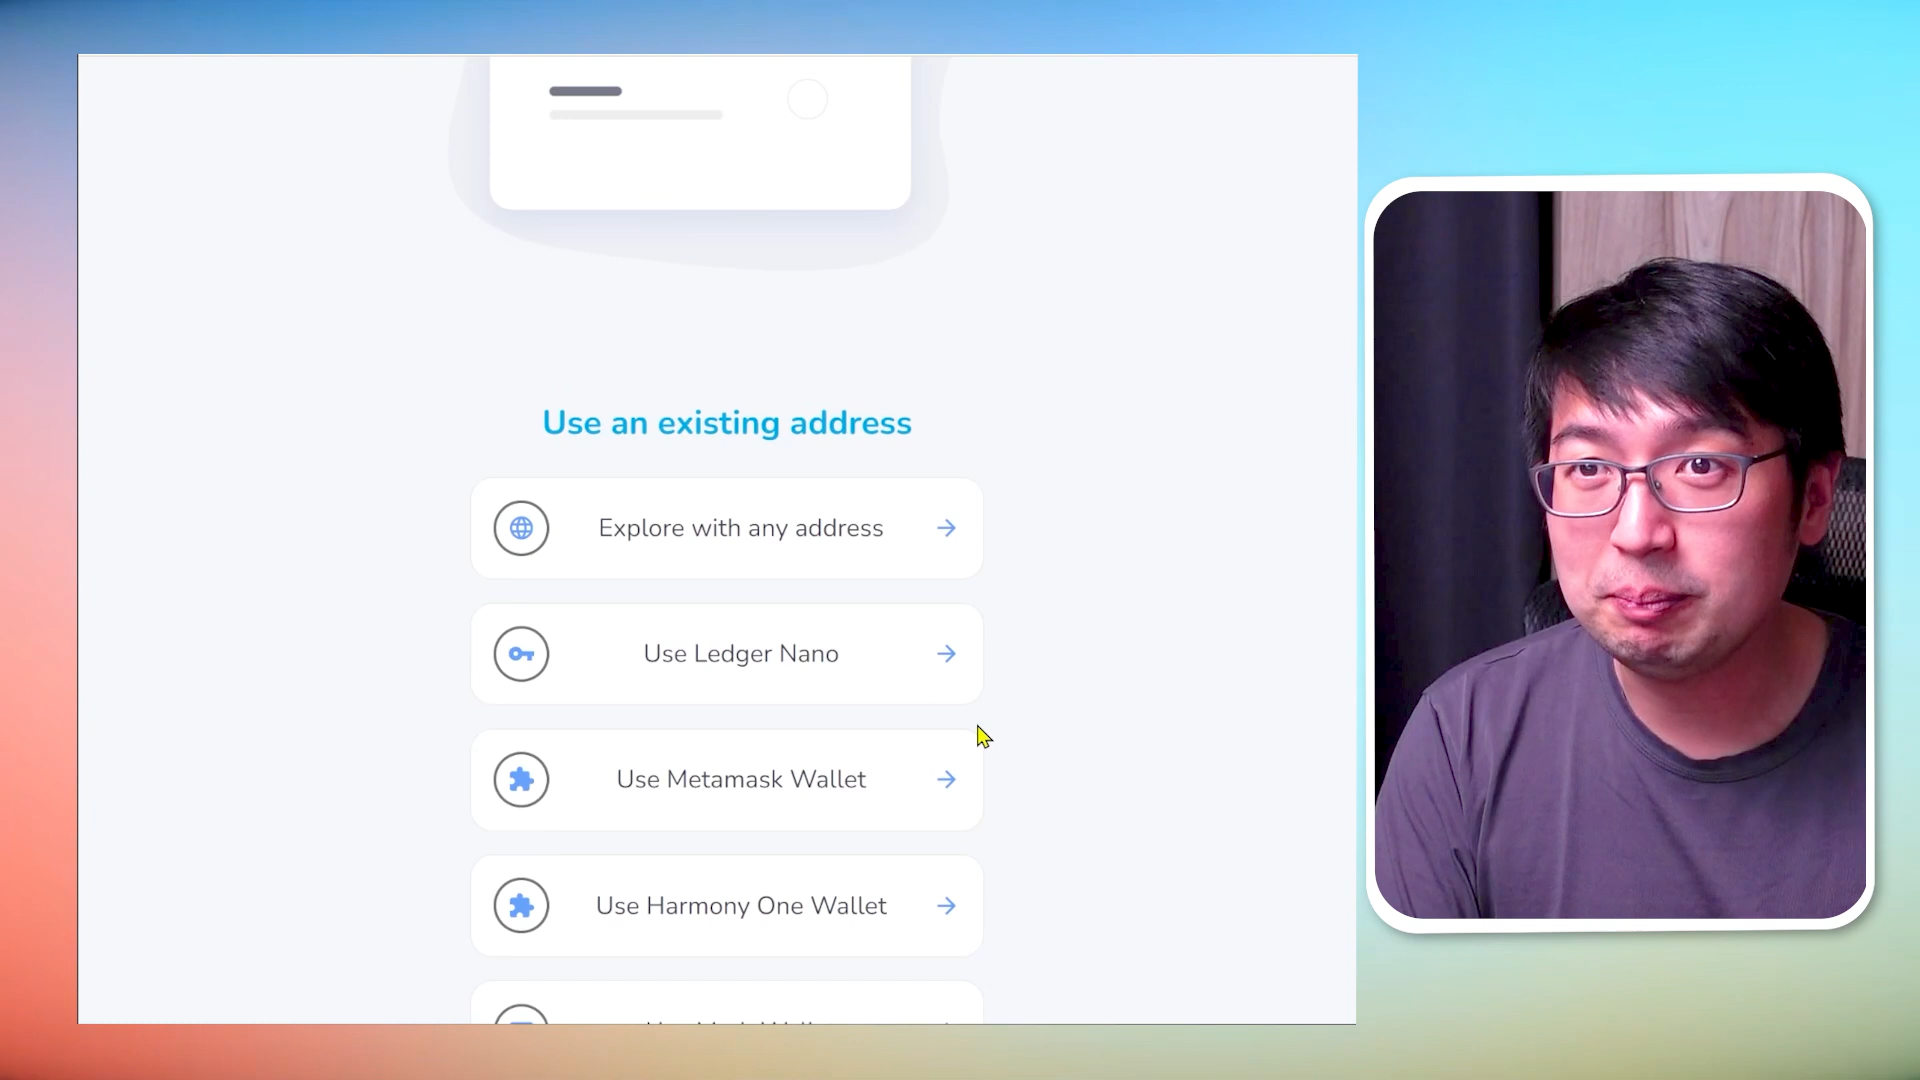 Use an existing address
Explore with any address
Use Ledger Nano
Use Metamask Wallet
Use Harmony One Wallet